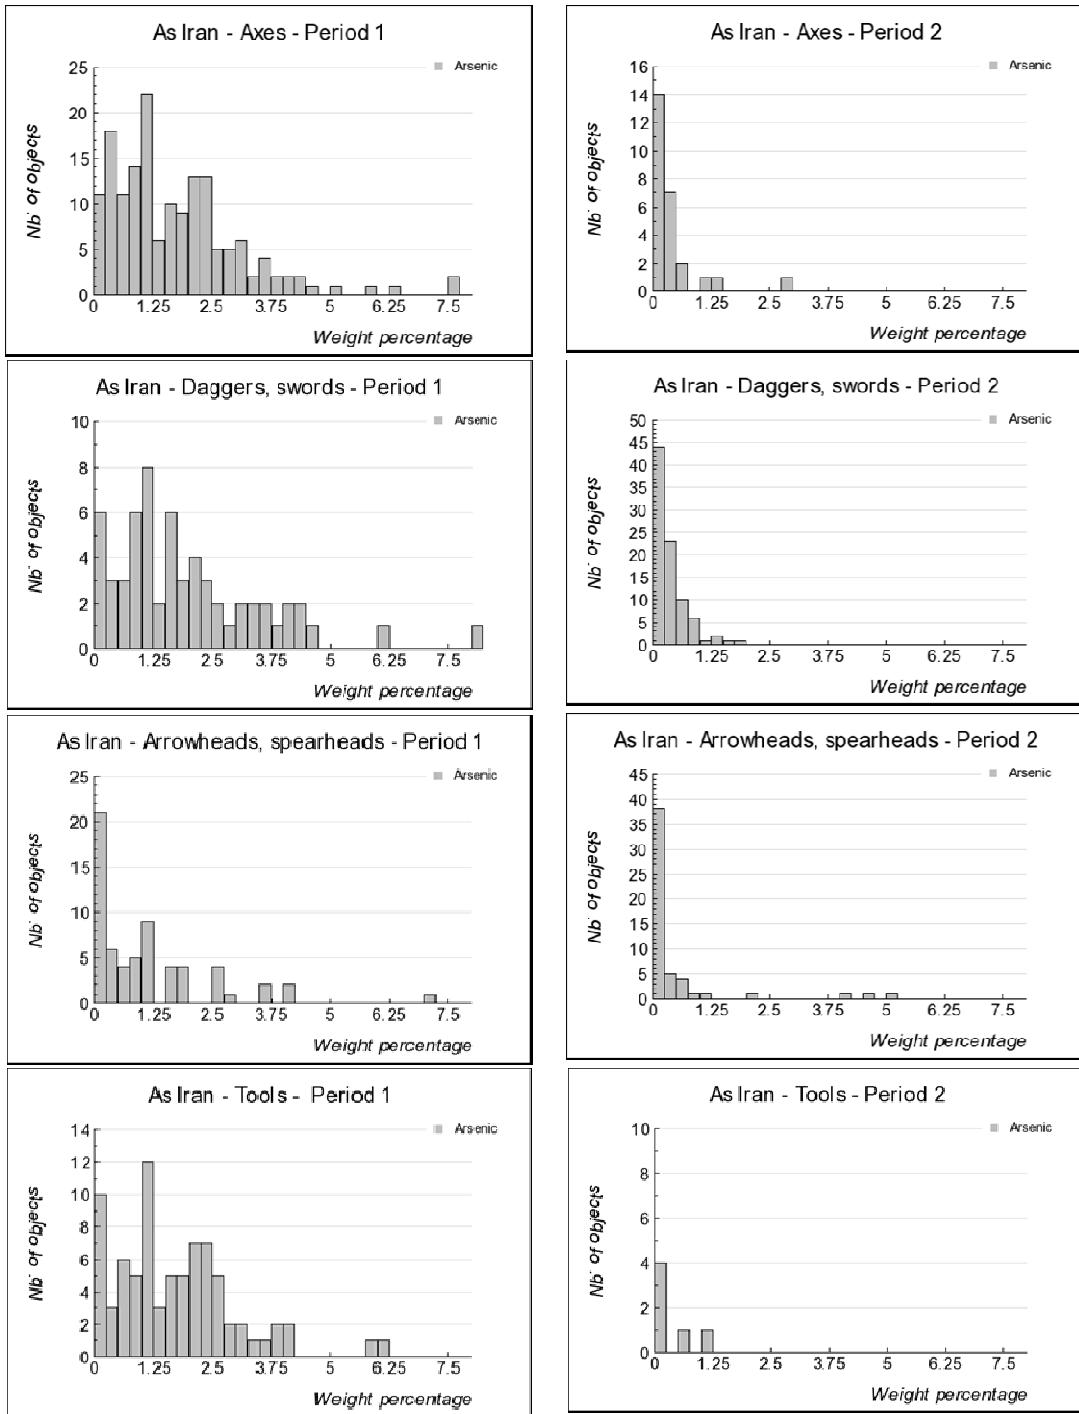 As Iran - Axes - Period 1
Arsenic
25
20
15
10
5
0
Nb' of objects
0 1.25 2.5 3.75 5 6.25 7.5
Weight percentage
As Iran - Axes - Period 2
Arsenic
16
14
12
10
8
6
4
2
0
Nb' of objects
0 1.25 2.5 3.75 5 6.25 7.5
Weight percentage
As Iran - Daggers, swords - Period 1
Arsenic
10
8
6
4
2
0
Nb' of objects
0 1.25 2.5 3.75 5 6.25 7.5
Weight percentage
As Iran - Daggers, swords - Period 2
Arsenic
50
45
40
35
30
25
20
15
10
5
0
Nb' of objects
0 1.25 2.5 3.75 5 6.25 7.5
Weight percentage
As Iran - Arrowheads, spearheads - Period 1
Arsenic
25
20
15
10
5
0
Nb' of objects
0 1.25 2.5 3.75 5 6.25 7.5
Weight percentage
As Iran - Arrowheads, spearheads - Period 2
Arsenic
45
40
35
30
25
20
15
10
5
0
Nb' of objects
0 1.25 2.5 3.75 5 6.25 7.5
Weight percentage
As Iran - Tools - Period 1
Arsenic
14
12
10
8
6
4
2
0
Nb' of objects
0 1.25 2.5 3.75 5 6.25 7.5
Weight percentage
As Iran - Tools - Period 2
Arsenic
10
8
6
4
2
0
Nb' of objects
0 1.25 2.5 3.75 5 6.25 7.5
Weight percentage